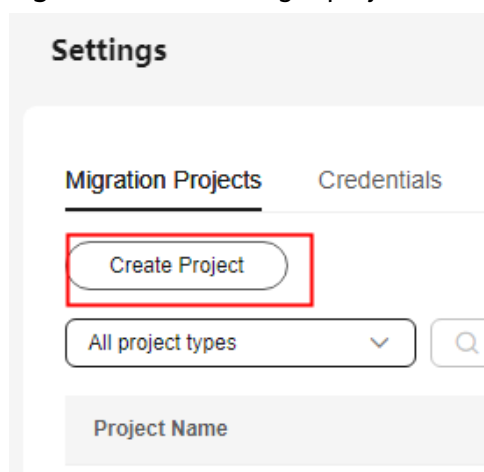 Settings
Migration Projects Credentials
Create Project
All project types
Project Name